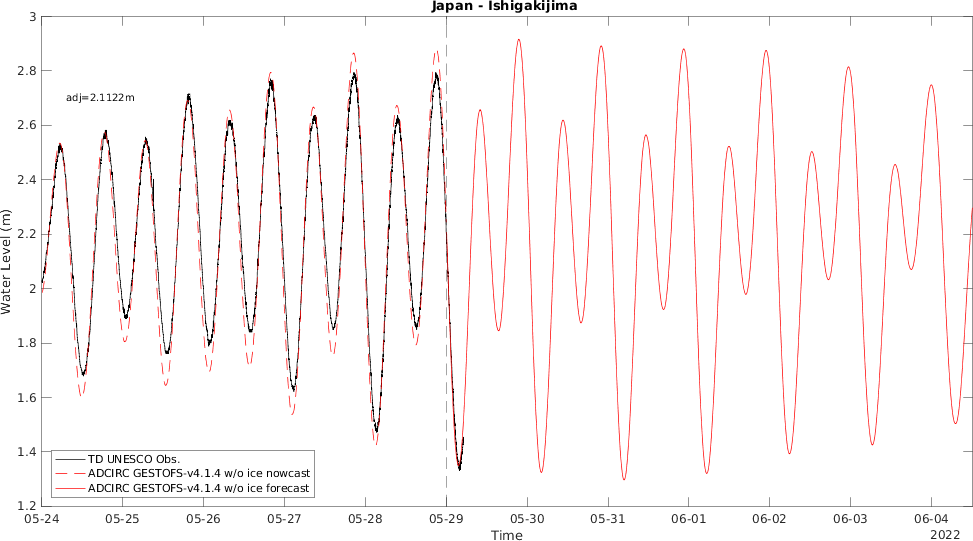 Japan - Ishigakijima
3
2.8
2.6
2.4
2.2
2
1.8
1.6
1.4
1.2
Water Level (m)
adj=2.1122m
TD UNESCO Obs.
ADCIRC GESTOFS-v4.1.4 w/o ice nowcast
ADCIRC GESTOFS-v4.1.4 w/o ice forecast
05-24 05-25 05-26 05-27 05-28 05-29 05-30 05-31 06-01 06-02 06-03 06-04
Time
2022